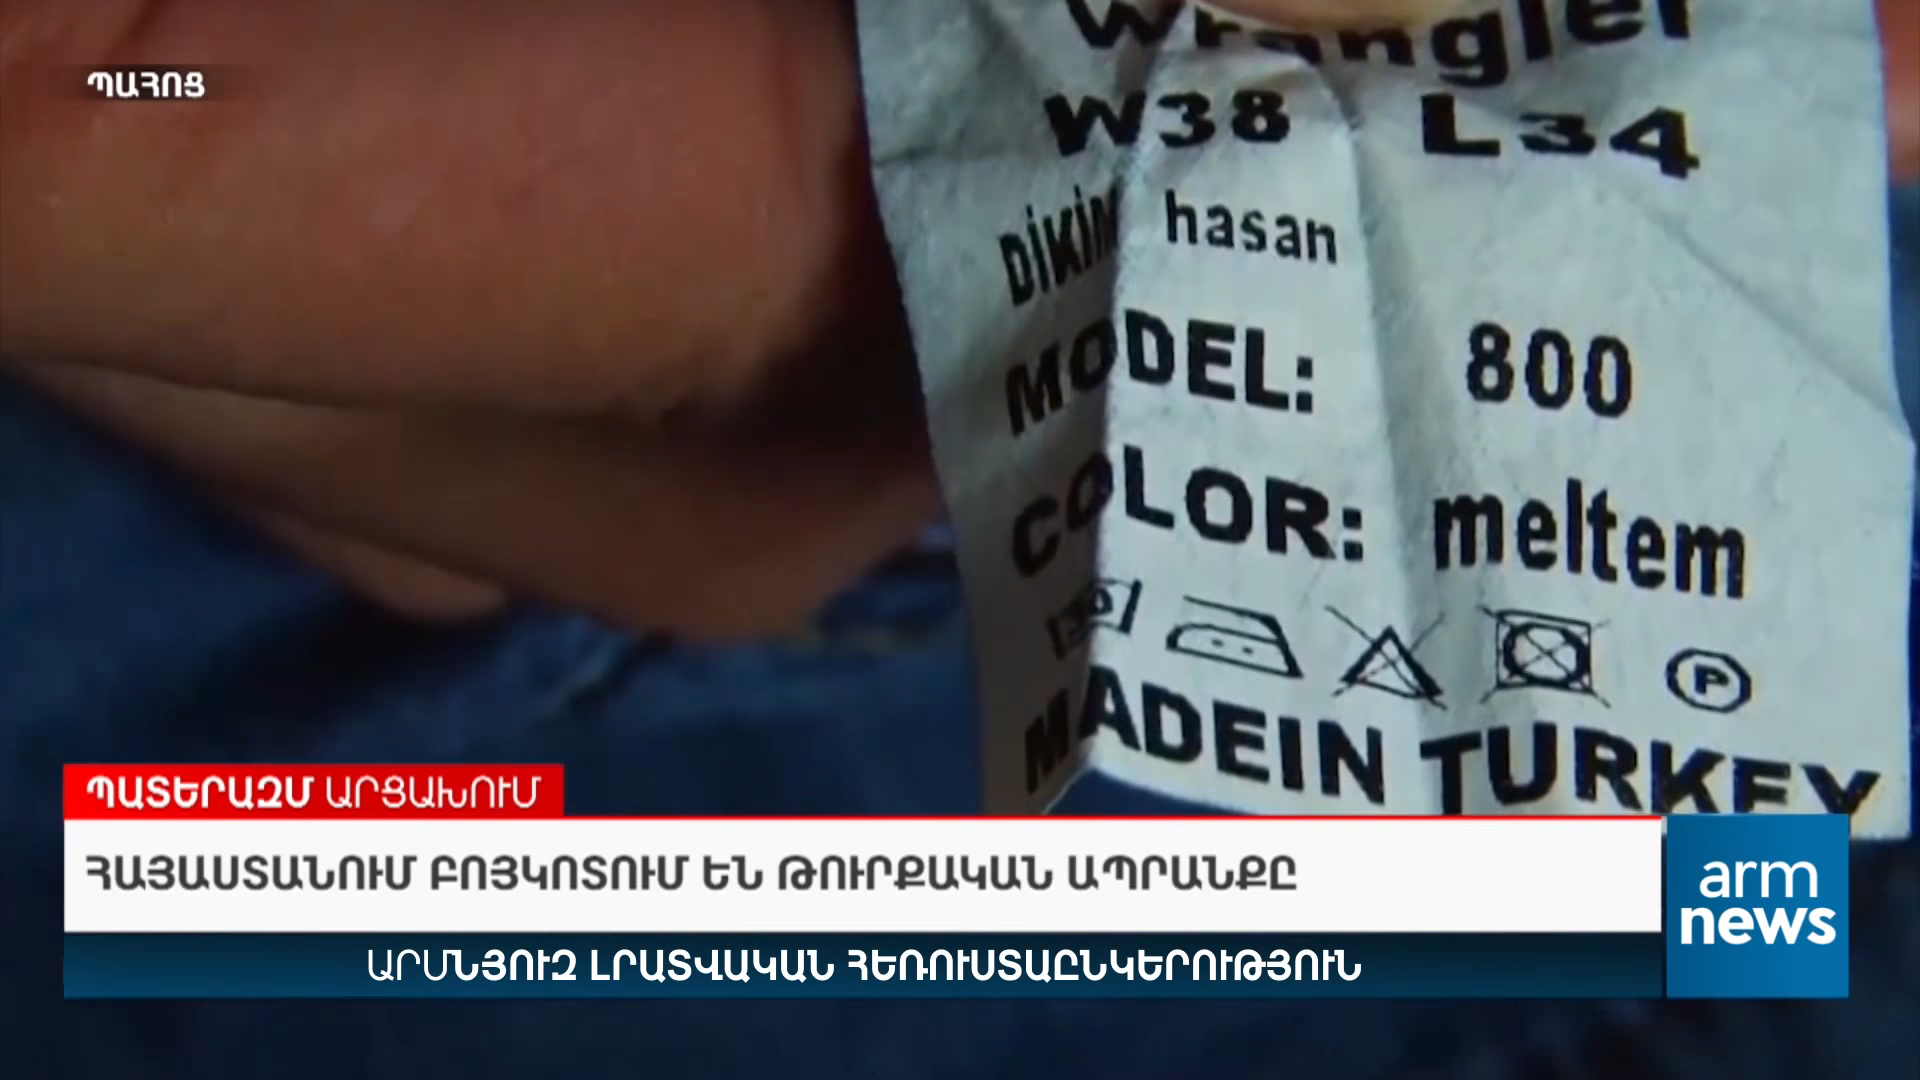 ՊԱՀՈՑ
Wrangler
W38 L34
DİKİM hasan
MODEL: 800
COLOR: meltem
P
MADEIN TURKEY
ՊԱՏԵՐԱԶՄ ԱՐՑԱԽՈՒՄ
ՀԱՅԱՍՏԱՆՈՒՄ ԲՈՅԿՈՏՈՒՄ ԵՆ ԹՈՒՐՔԱԿԱՆ ԱՊՐԱՆՔԸ
arm
news
ԱՐՄՆՅՈՒԶ ԼՐԱՏՎԱԿԱՆ ՀԵՌՈՒՍՏԱԸՆԿԵՐՈՒԹՅՈՒՆ